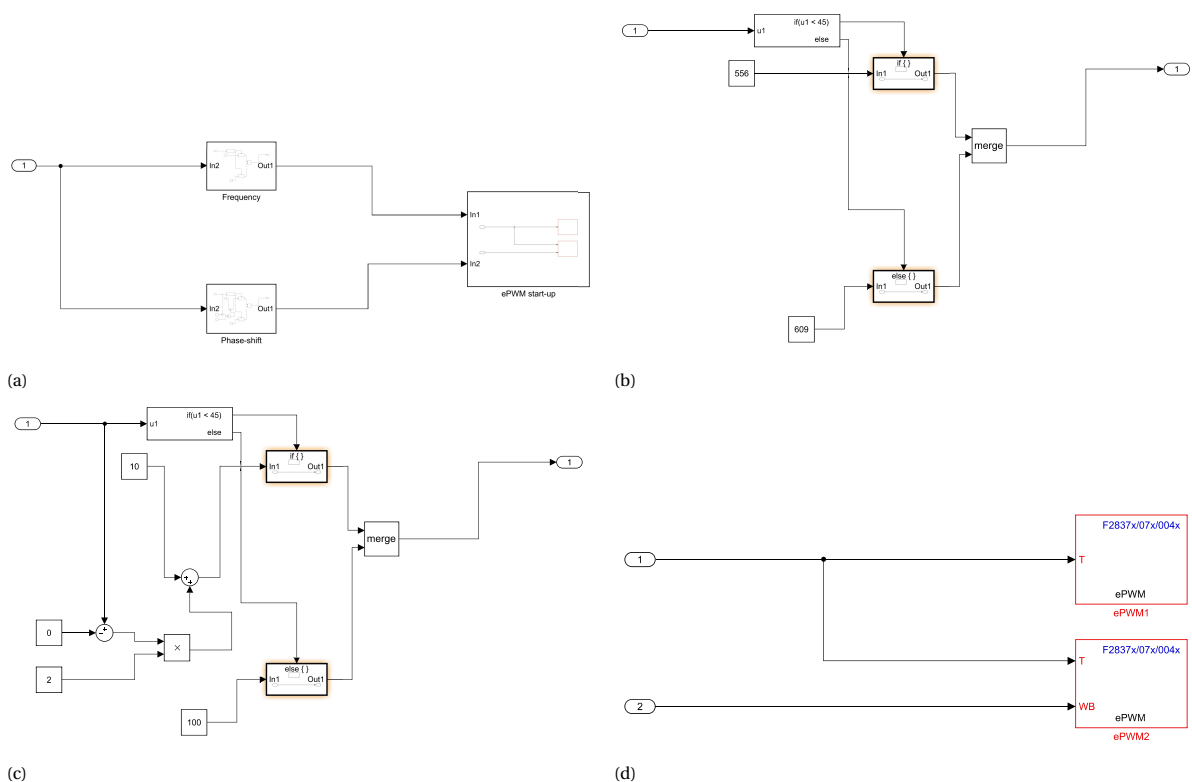 1
In2
Out1
Frequency
In1
In2
ePWM start-up
In2
Out1
Phase-shift
(a)
1
u1
if(u1 < 45)
else
556
if { }
In1
Out1
merge
1
else { }
In1
Out1
609
(b)
1
u1
if(u1 < 45)
else
10
if { }
In1
Out1
1
merge
+
+
0
+
−
×
2
else { }
In1
Out1
100
(c)
F2837x/07x/004x
1
T
ePWM
ePWM1
F2837x/07x/004x
T
2
WB
ePWM
ePWM2
(d)